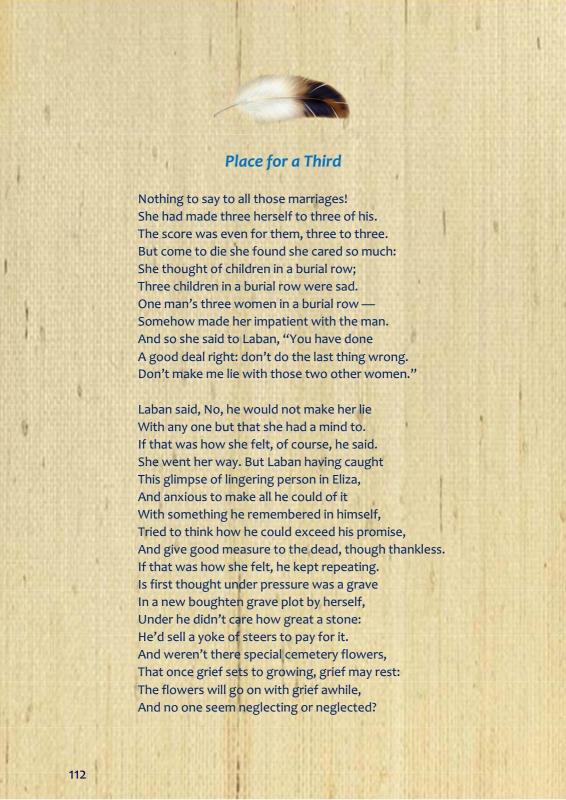 Place for a Third
Nothing to say to all those marriages!
She had made three herself to three of his.
The score was even for them, three to three.
But come to die she found she cared so much:
She thought of children in a burial row;
Three children in a burial row were sad.
One man’s three women in a burial row —
Somehow made her impatient with the man.
And so she said to Laban, “You have done
A good deal right: don’t do the last thing wrong.
Don’t make me lie with those two other women.”
Laban said, No, he would not make her lie
With any one but that she had a mind to.
If that was how she felt, of course, he said.
She went her way. But Laban having caught
This glimpse of lingering person in Eliza,
And anxious to make all he could of it
With something he remembered in himself,
Tried to think how he could exceed his promise,
And give good measure to the dead, though thankless.
If that was how she felt, he kept repeating.
Is first thought under pressure was a grave
In a new boughten grave plot by herself,
Under he didn’t care how great a stone:
He’d sell a yoke of steers to pay for it.
And weren’t there special cemetery flowers,
That once grief sets to growing, grief may rest:
The flowers will go on with grief awhile,
And no one seem neglecting or neglected?
112